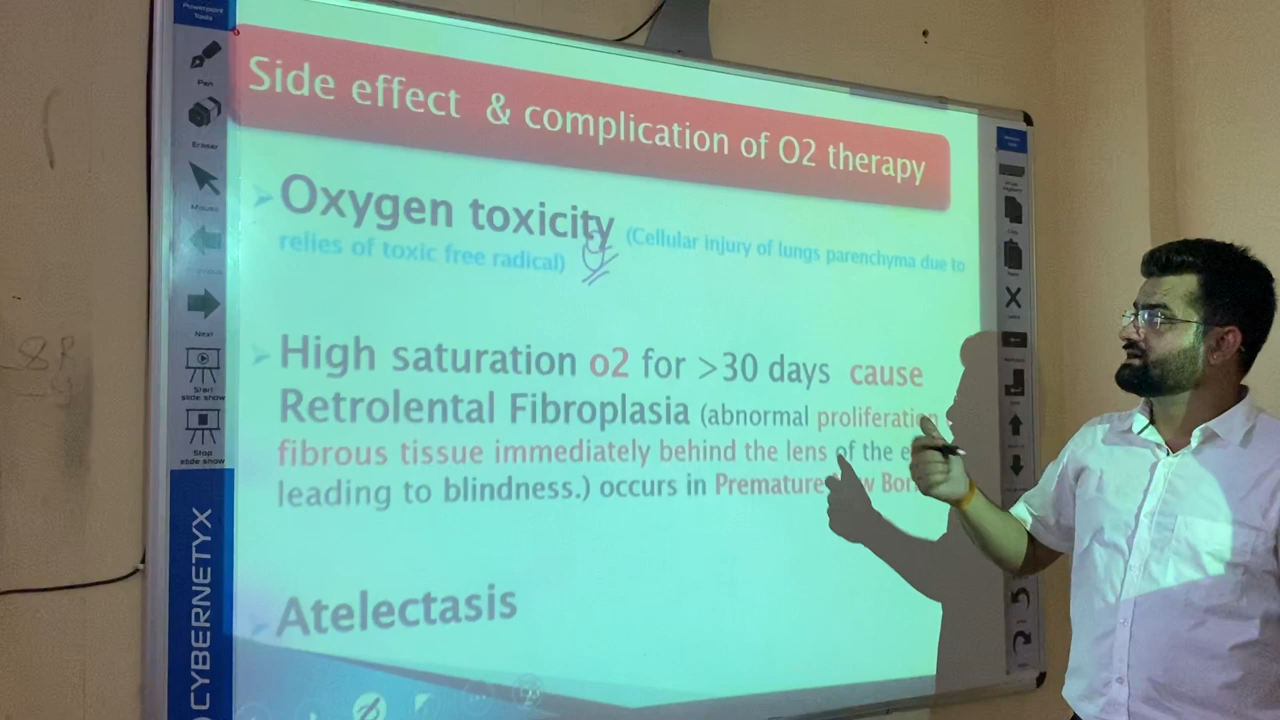 Powerpoint Tools
Side effect & complication of O2 therapy
Oxygen toxicity (Cellular injury of lungs parenchyma due to
relies of toxic free radical)
High saturation o2 for >30 days cause
Retrolental Fibroplasia (abnormal proliferation
fibrous tissue immediately behind the lens of the
leading to blindness.) occurs in Premature
Atelectasis
Pen
Eraser
Mouse
Next
Start
slide show
Stop
slide show
CYBERNETYX